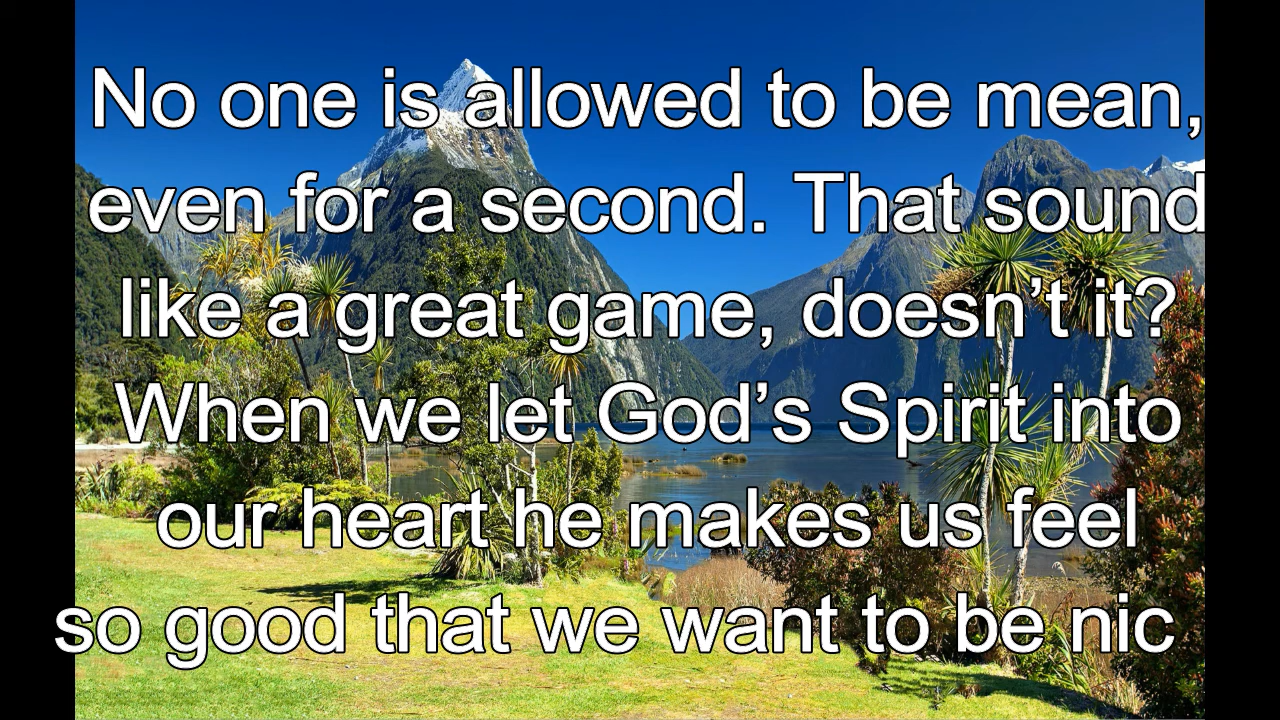 No one is allowed to be mean,
even for a second. That sound
like a great game, doesn’t it?
When we let God’s Spirit into
our heart he makes us feel
so good that we want to be nic